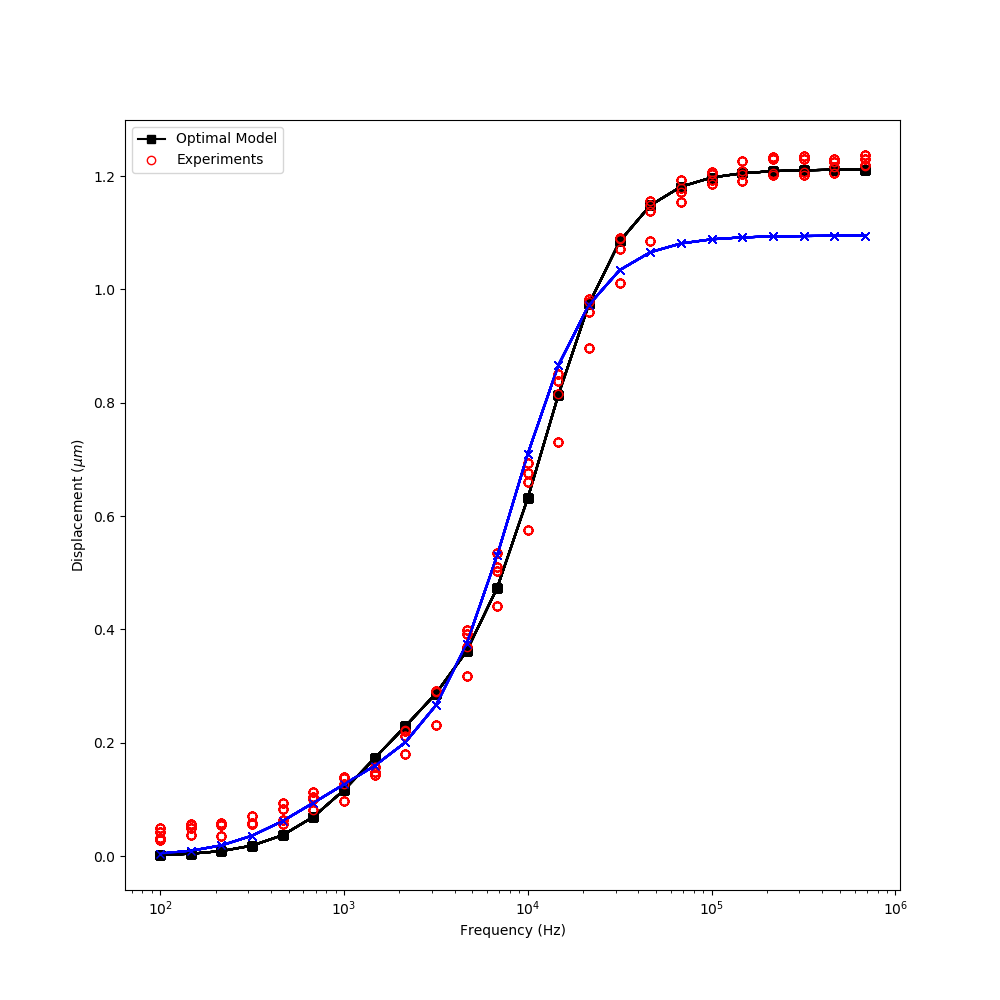 Optimal Model
Experiments
1.2
1.0
0.8
0.6
0.4
0.2
0.0
Displacement (μm)
10² 10³ 10⁴ 10⁵ 10⁶
Frequency (Hz)